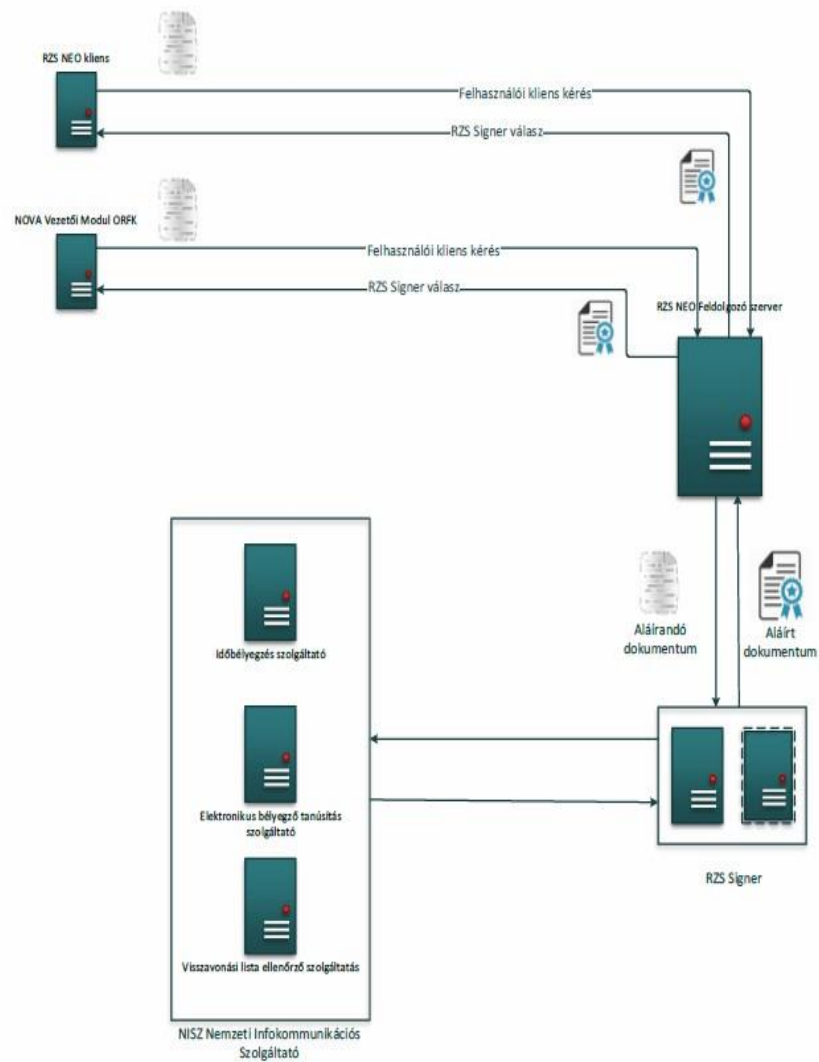 RZS NEO kliens
Felhasználói kliens kérés
RZS Signer válasz
NOVA Vezetői Modul ORFK
Felhasználói kliens kérés
RZS Signer válasz
RZS NEO Feldolgozó szerver
Időbélyegzés szolgáltató
Aláírandó
dokumentum
Aláírt
dokumentum
Elektronikus bélyegző tanúsítás
szolgáltató
RZS Signer
Visszavonási lista ellenőrző szolgáltatás
NISZ Nemzeti Infokommunikációs
Szolgáltató